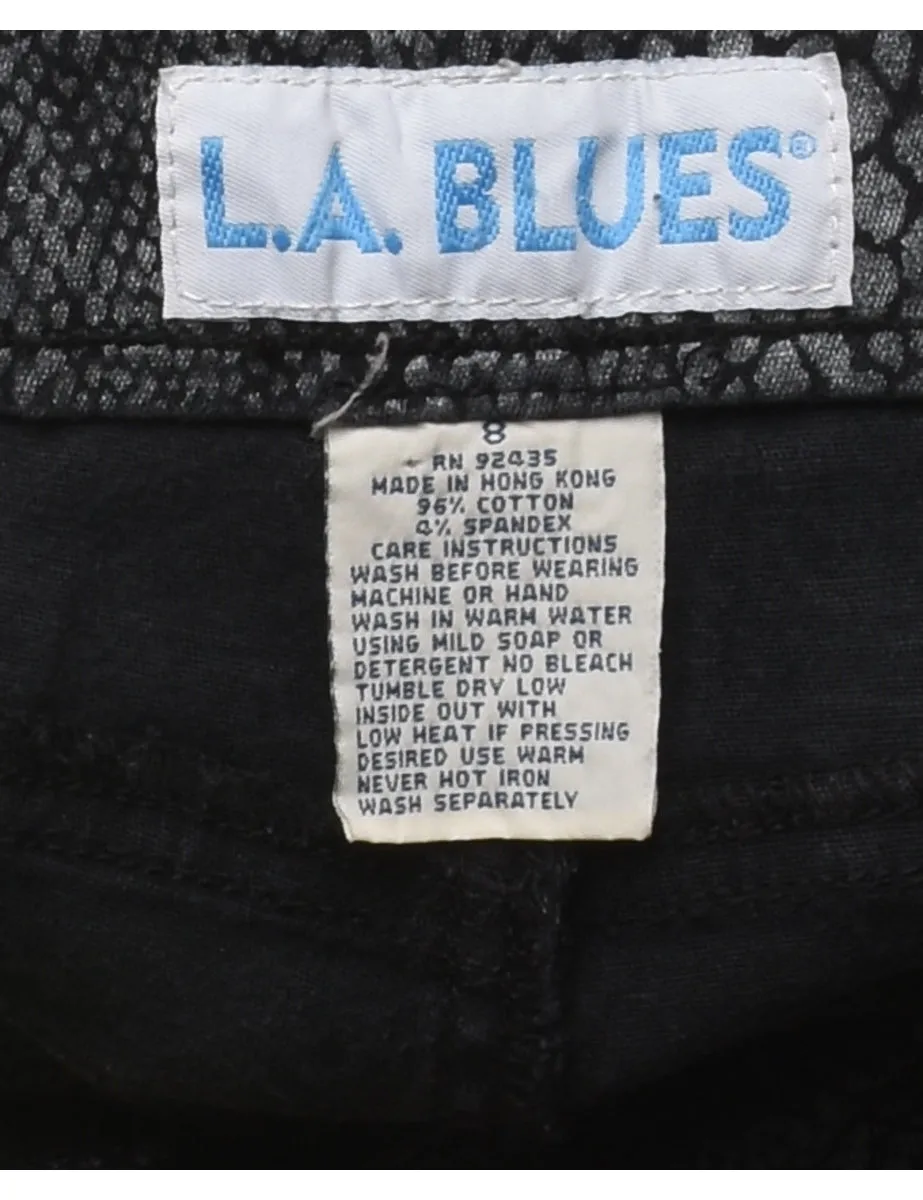 L.A. BLUES®
8
RN 92435
MADE IN HONG KONG
96% COTTON
4% SPANDEX
CARE INSTRUCTIONS
WASH BEFORE WEARING
MACHINE OR HAND
WASH IN WARM WATER
USING MILD SOAP OR
DETERGENT NO BLEACH
TUMBLE DRY LOW
INSIDE OUT WITH
LOW HEAT IF PRESSING
DESIRED USE WARM
NEVER HOT IRON
WASH SEPARATELY